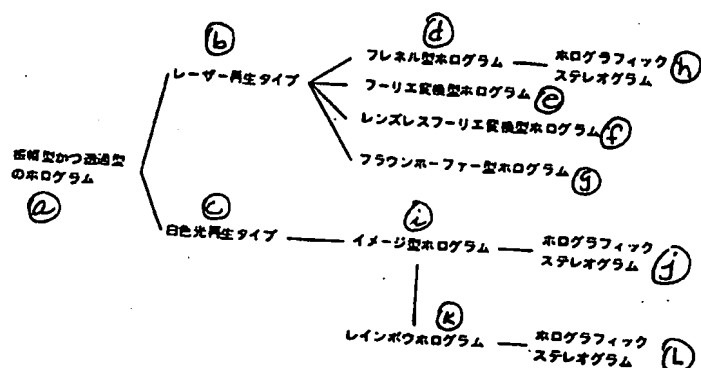 ⓑ
レーザー再生タイプ
ⓓ
フレネル型ホログラム
ホログラフィック
ステレオグラム
ⓗ
フーリエ変換型ホログラム
ⓔ
レンズレスフーリエ変換型ホログラム
ⓕ
フラウンホーファー型ホログラム
ⓖ
振幅型かつ透過型
のホログラム
ⓐ
ⓒ
白色光再生タイプ
ⓘ
イメージ型ホログラム
ホログラフィック
ステレオグラム
ⓙ
ⓚ
レインボウホログラム
ホログラフィック
ステレオグラム
Ⓛ